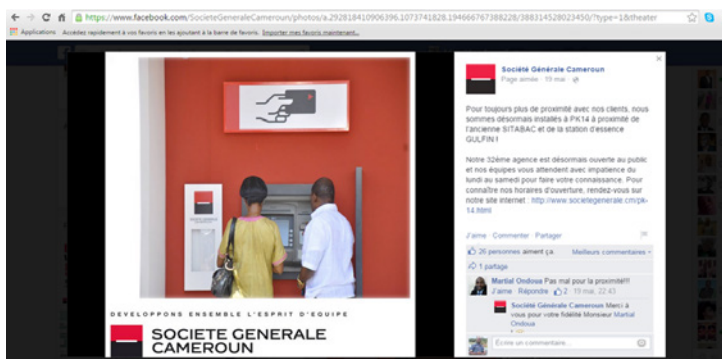 https://www.facebook.com/SocieteGeneraleCameroun/photos/a.292818410906396.1073741828.194666767388228/388314528023450/?type=1&theater
Applications Accédez rapidement à vos favoris en les ajoutant à la barre de favoris. Importer mes favoris maintenant...
DEVELOPPONS ENSEMBLE L'ESPRIT D'EQUIPE
SOCIETE GENERALE
CAMEROUN
Société Générale Cameroun
Page aimée · 19 mai
Pour toujours plus de proximité avec nos clients, nous
sommes désormais installés à PK14 à proximité de
l'ancienne SITABAC et de la station d'essence
GULFIN !
Notre 32ème agence est désormais ouverte au public
et nos équipes vous attendent avec impatience du
lundi au samedi pour faire votre connaissance. Pour
connaître nos horaires d'ouverture, rendez-vous sur
notre site internet : http://www.societegenerale.cm/pk-
14.html
J'aime · Commenter · Partager
26 personnes aiment ça.
Meilleurs commentaires
1 partage
Martial Ondoua Pas mal pour la proximité!!!
J'aime · Répondre · 2 · 19 mai, 22:43
Société Générale Cameroun Merci à
vous pour votre fidélité Monsieur Martial
Ondoua
Écrire un commentaire...